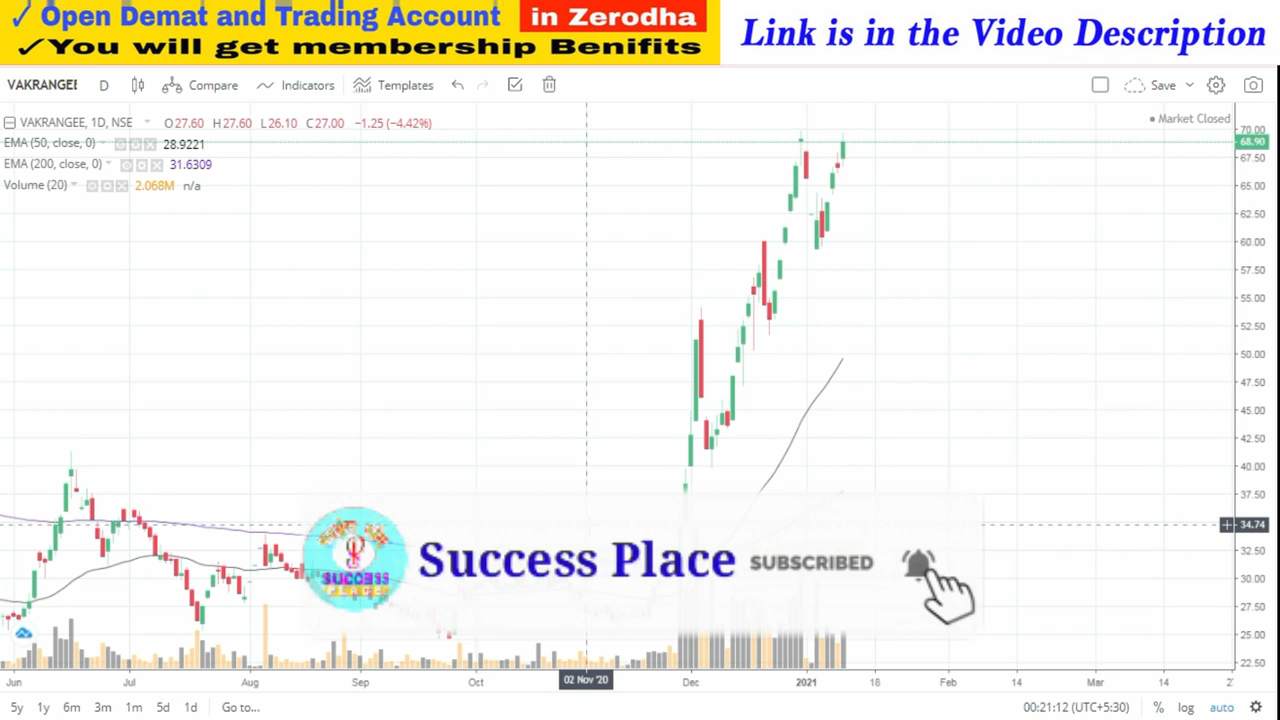 ✓ Open Demat and Trading Account in Zerodha
✓You will get membership Benifits
Link is in the Video Description
VAKRANGEE D Compare Indicators Templates Save
VAKRANGEE, 1D, NSE O27.60 H27.60 L26.10 C27.00 −1.25 (−4.42%)
Market Closed
EMA (50, close, 0) 28.9221
EMA (200, close, 0) 31.6309
Volume (20) 2.068M n/a
70.00
68.90
67.50
65.00
62.50
60.00
57.50
55.00
52.50
50.00
47.50
45.00
42.50
40.00
37.50
34.74
32.50
30.00
27.50
25.00
22.50
SUCCESS
PLACE
Success Place SUBSCRIBED
Jun Jul Aug Sep Oct 02 Nov '20 Dec 2021 18 Feb 14 Mar 14
5y 1y 6m 3m 1m 5d 1d Go to... 00:21:12 (UTC+5:30) % log auto